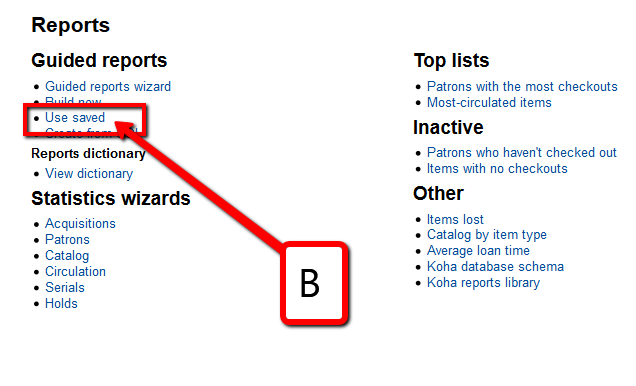 Reports
Guided reports
Guided reports wizard
Build new
Use saved
Create from
Reports dictionary
View dictionary
Statistics wizards
Acquisitions
Patrons
Catalog
Circulation
Serials
Holds
B
Top lists
Patrons with the most checkouts
Most-circulated items
Inactive
Patrons who haven't checked out
Items with no checkouts
Other
Items lost
Catalog by item type
Average loan time
Koha database schema
Koha reports library